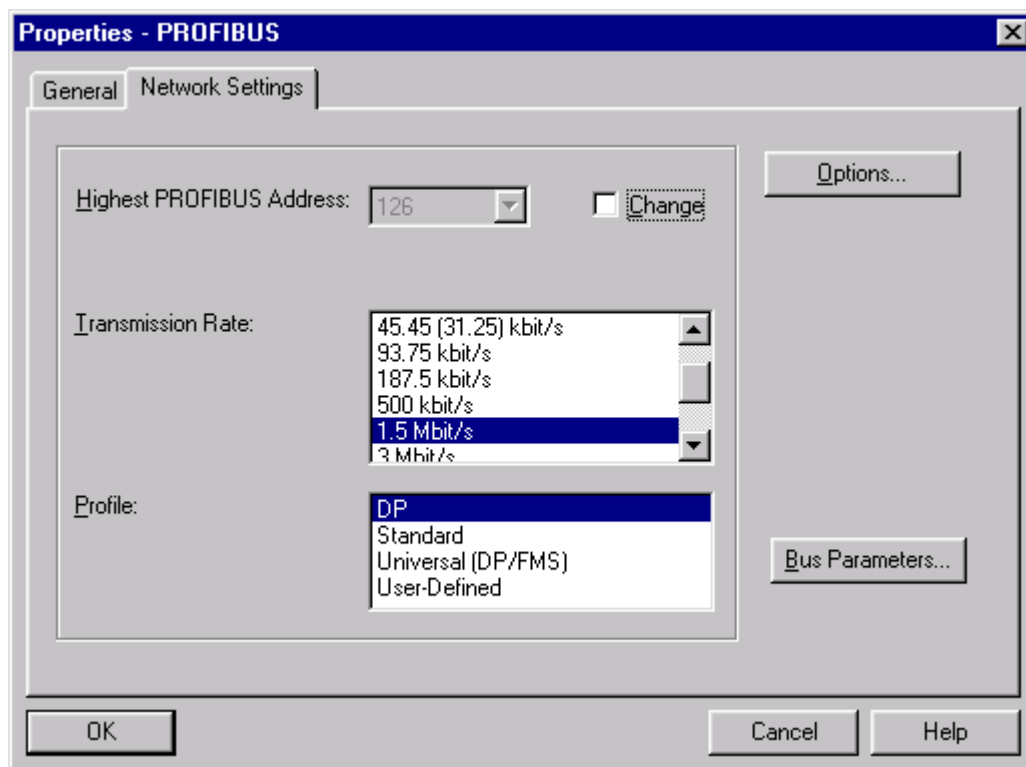 Properties - PROFIBUS
General
Network Settings
Highest PROFIBUS Address:
126
Change
Options...
Transmission Rate:
45.45 (31.25) kbit/s
93.75 kbit/s
187.5 kbit/s
500 kbit/s
1.5 Mbit/s
3 Mbit/s
Profile:
DP
Standard
Universal (DP/FMS)
User-Defined
Bus Parameters...
OK
Cancel
Help